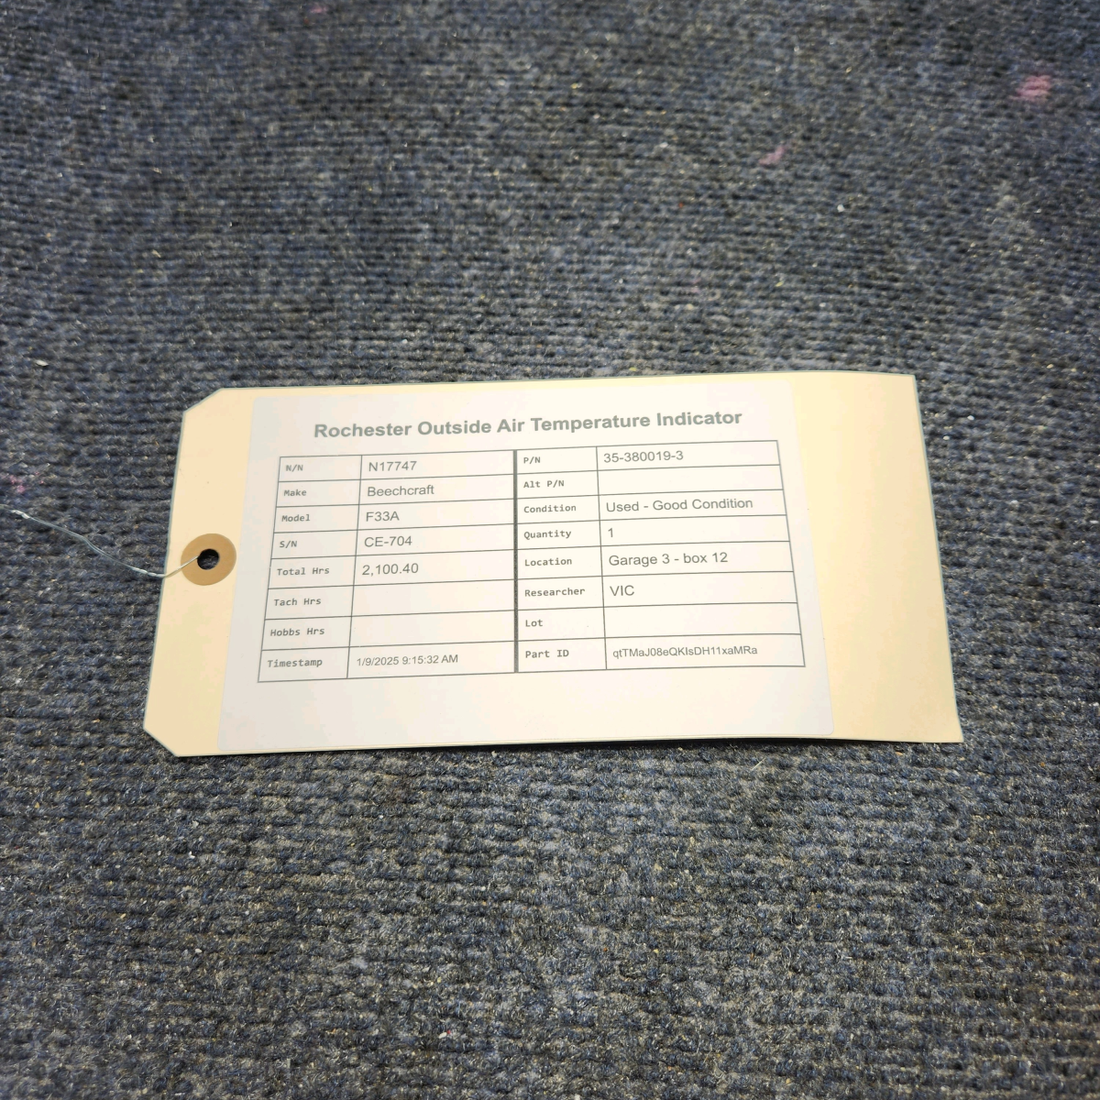 Rochester Outside Air Temperature Indicator
N/N N17747 P/N 35-380019-3
Make Beechcraft Alt P/N
Model F33A Condition Used - Good Condition
S/N CE-704 Quantity 1
Total Hrs 2,100.40 Location Garage 3 - box 12
Tach Hrs Researcher VIC
Hobbs Hrs Lot
Timestamp 1/9/2025 9:15:32 AM Part ID qtTMaJ08eQKIsDH11xaMRa